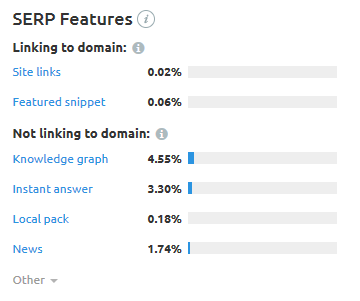 SERP Features i
Linking to domain: i
Site links 0.02%
Featured snippet 0.06%
Not linking to domain: i
Knowledge graph 4.55%
Instant answer 3.30%
Local pack 0.18%
News 1.74%
Other